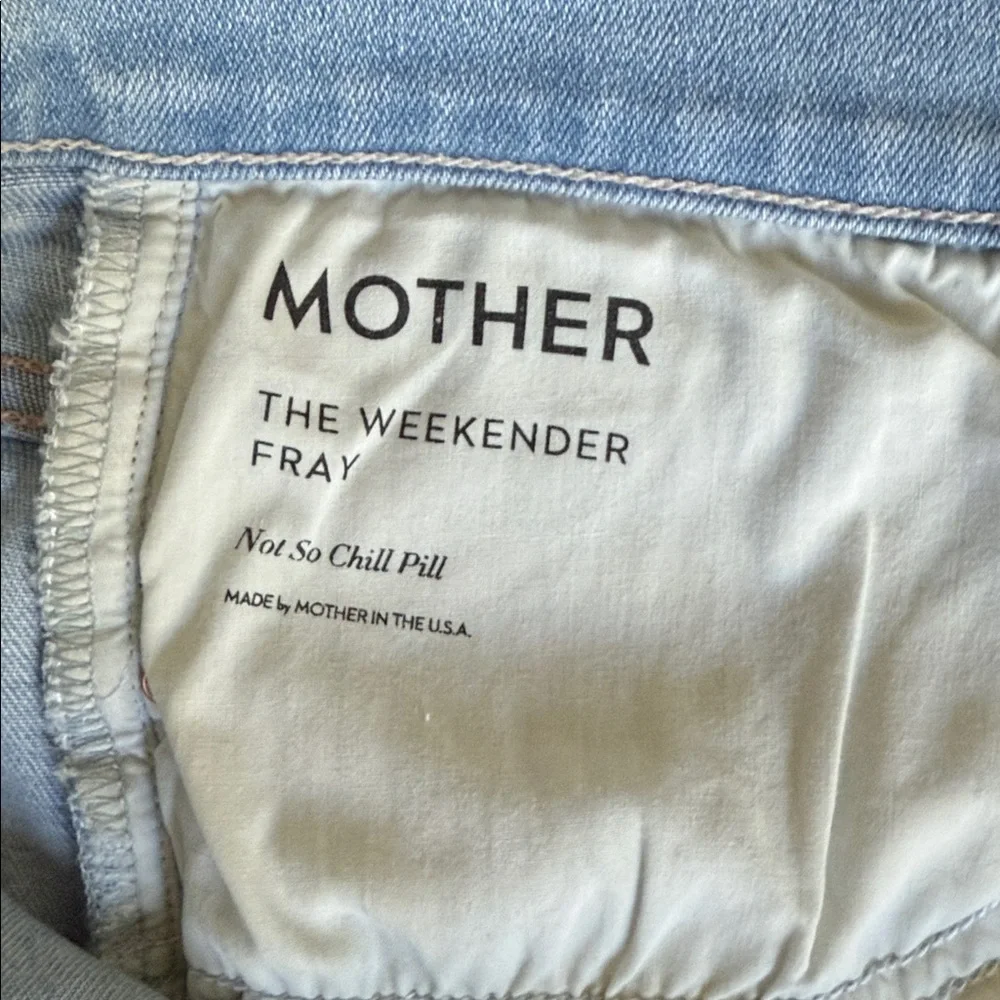 MOTHER
THE WEEKENDER
FRAY
Not So Chill Pill
MADE by MOTHER IN THE U.S.A.